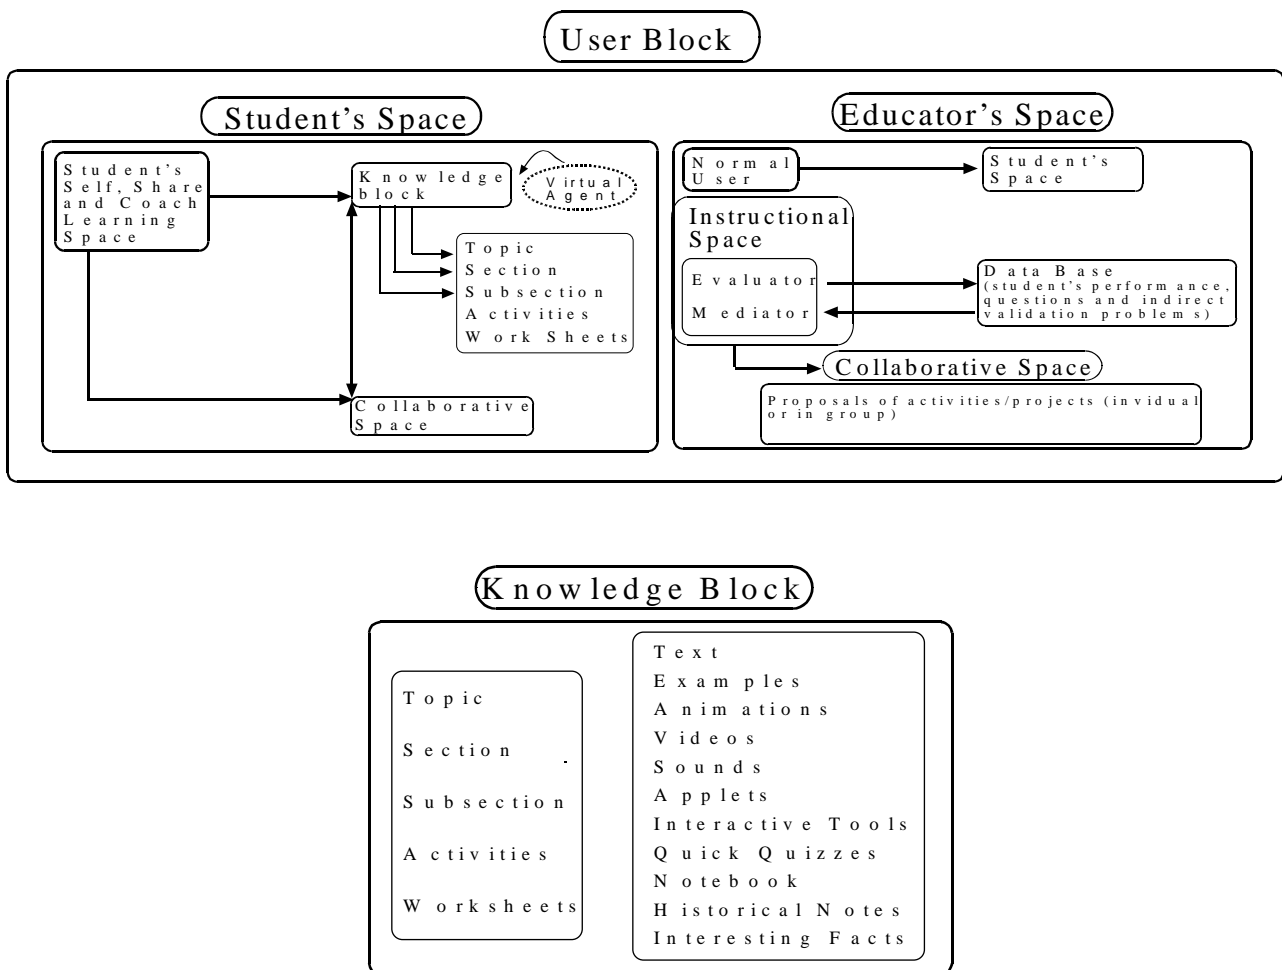 User Block
Student's Space
Student's
Self, Share
and Coach
Learning
Space
Knowledge
block
Virtual
Agent
Topic
Section
Subsection
Activities
Work Sheets
Collaborative
Space
Educator's Space
Normal
User
Student's
Space
Instructional
Space
Evaluator
Mediator
Data Base
(student's performance,
questions and indirect
validation problems)
Collaborative Space
Proposals of activities/projects (invidual
or in group)
Knowledge Block
Topic
Section
Subsection
Activities
Worksheets
Text
Examples
Animations
Videos
Sounds
Applets
Interactive Tools
Quick Quizzes
Notebook
Historical Notes
Interesting Facts